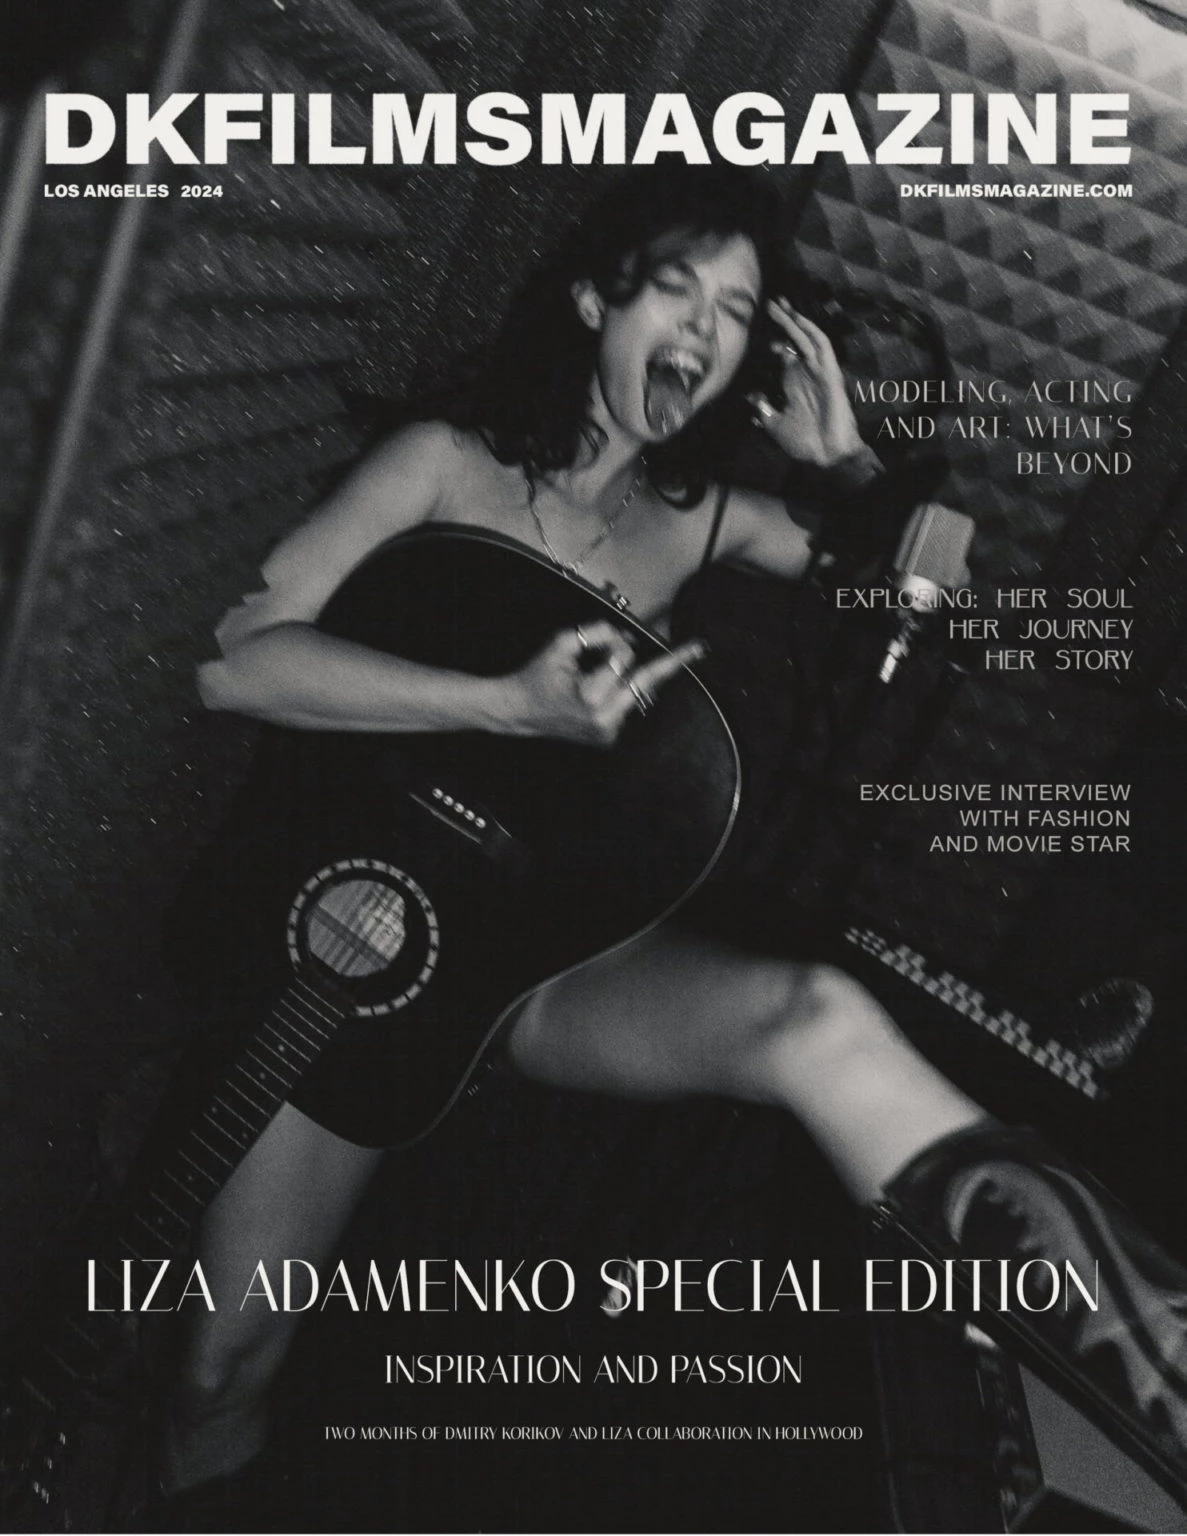 DKFILMSMAGAZINE
LOS ANGELES 2024
DKFILMSMAGAZINE.COM
MODELING, ACTING
AND ART: WHAT'S
BEYOND
EXPLORING: HER SOUL
HER JOURNEY
HER STORY
EXCLUSIVE INTERVIEW
WITH FASHION
AND MOVIE STAR
LIZA ADAMENKO SPECIAL EDITION
INSPIRATION AND PASSION
TWO MONTHS OF DMITRY KORIKOV AND LIZA COLLABORATION IN HOLLYWOOD